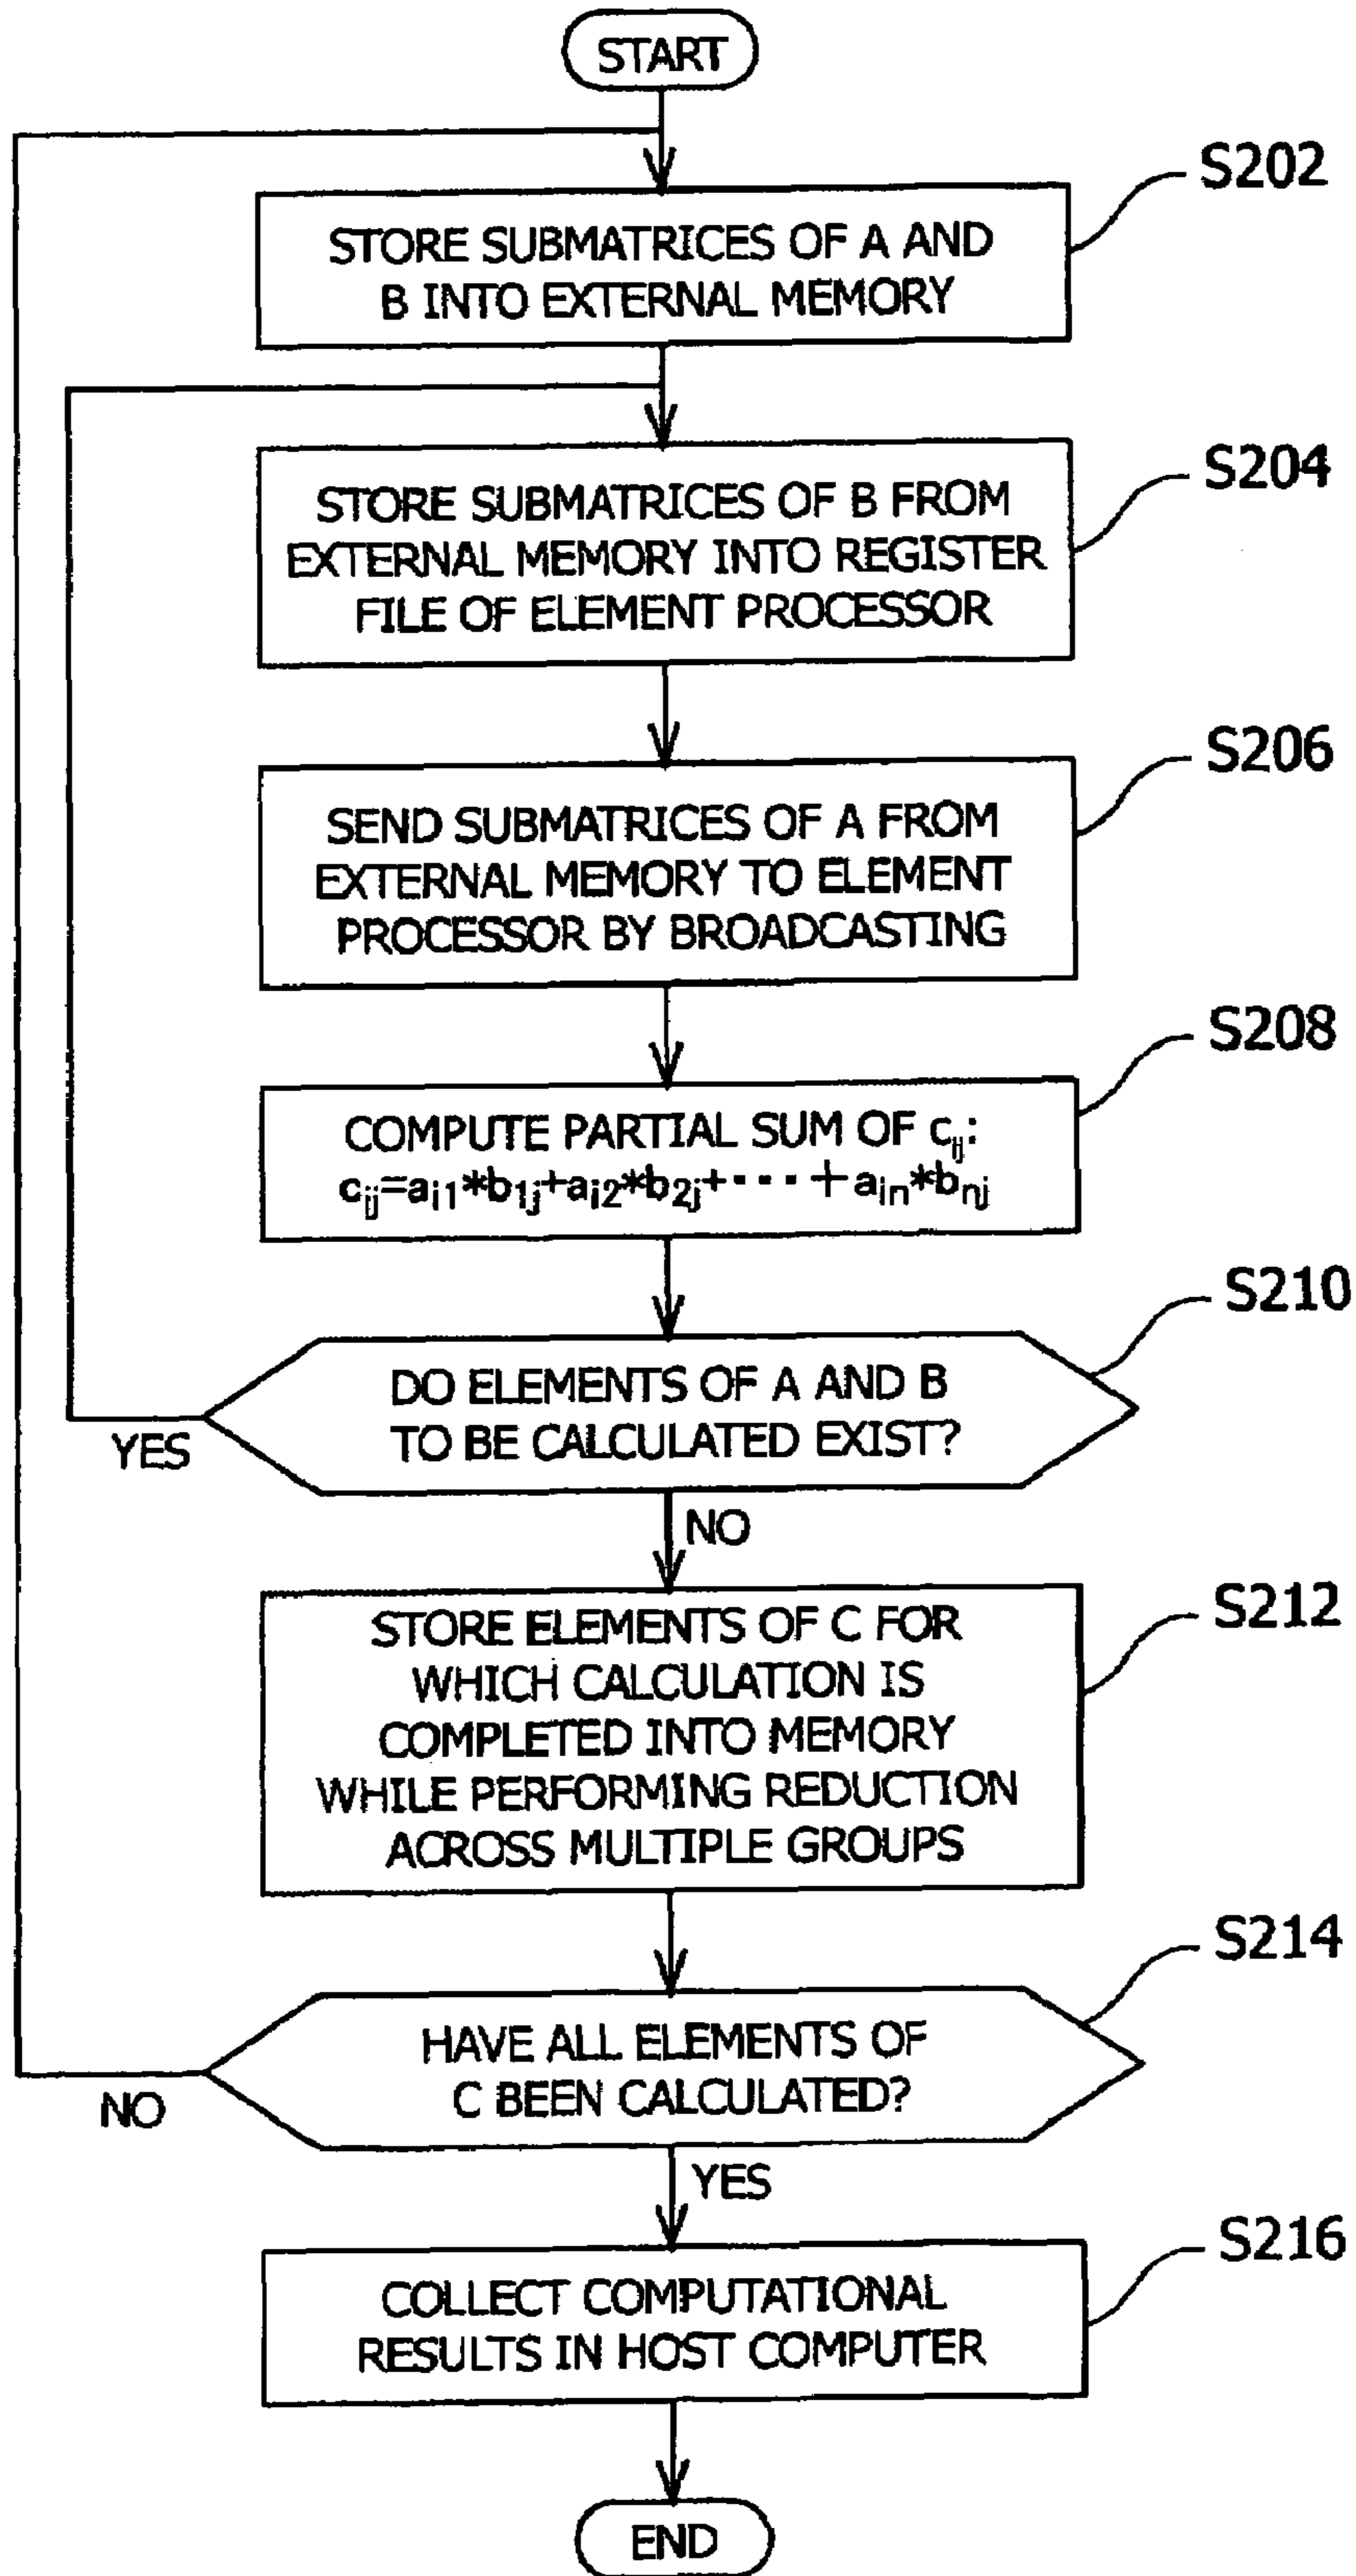 START
S202
STORE SUBMATRICES OF A AND
B INTO EXTERNAL MEMORY
S204
STORE SUBMATRICES OF B FROM
EXTERNAL MEMORY INTO REGISTER
FILE OF ELEMENT PROCESSOR
S206
SEND SUBMATRICES OF A FROM
EXTERNAL MEMORY TO ELEMENT
PROCESSOR BY BROADCASTING
S208
COMPUTE PARTIAL SUM OF cij:
cij=ai1*b1j+ai2*b2j+···+ain*bnj
S210
DO ELEMENTS OF A AND B
TO BE CALCULATED EXIST?
YES
NO
S212
STORE ELEMENTS OF C FOR
WHICH CALCULATION IS
COMPLETED INTO MEMORY
WHILE PERFORMING REDUCTION
ACROSS MULTIPLE GROUPS
S214
HAVE ALL ELEMENTS OF
C BEEN CALCULATED?
NO
YES
S216
COLLECT COMPUTATIONAL
RESULTS IN HOST COMPUTER
END